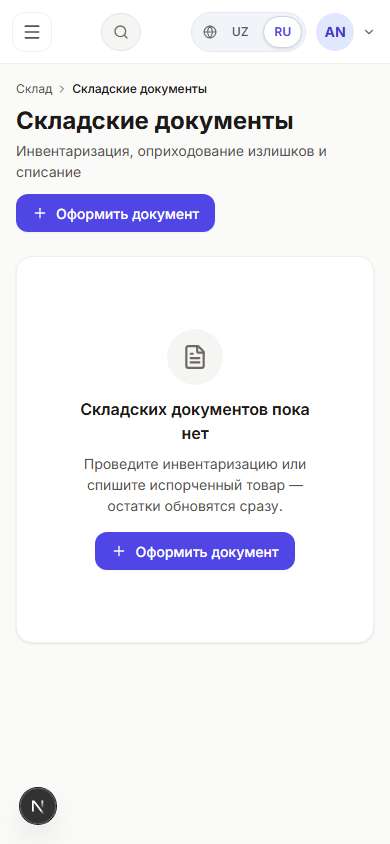 UZ
RU
AN
Склад
Складские документы
Складские документы
Инвентаризация, оприходование излишков и
списание
Оформить документ
Складских документов пока
нет
Проведите инвентаризацию или
спишите испорченный товар —
остатки обновятся сразу.
Оформить документ
N